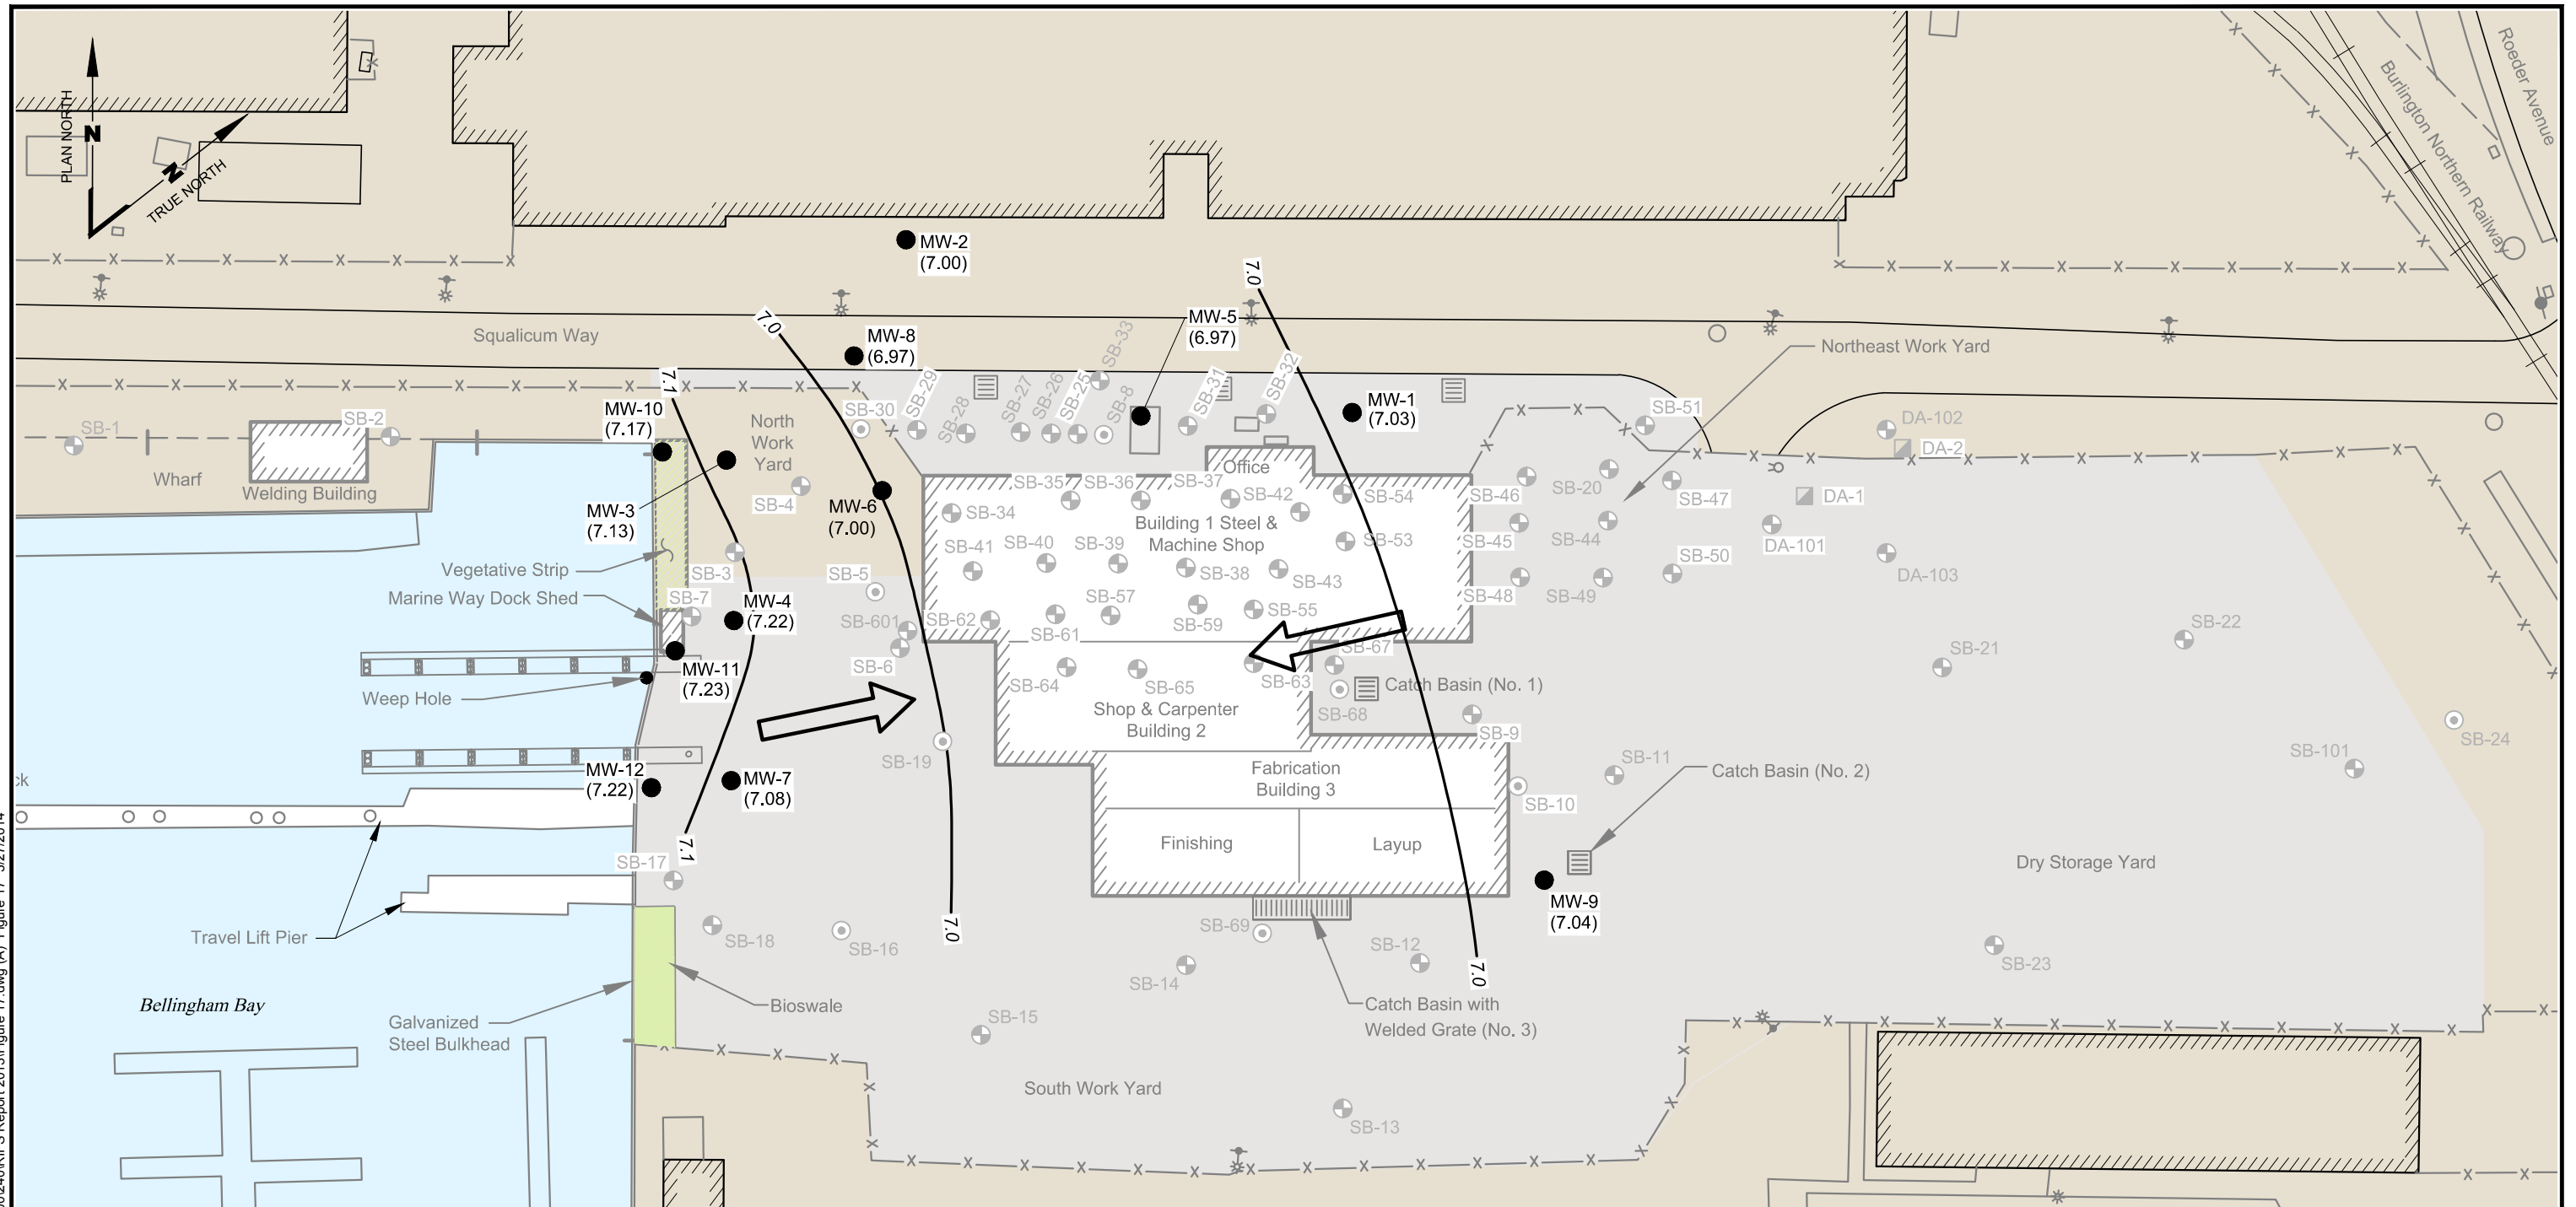 Roeder Avenue
Burlington Northern Railway
PLAN NORTH
N
N
TRUE NORTH
MW-2
(7.00)
7.0
7.0
MW-5
(6.97)
Squalicum Way
MW-8
(6.97)
Northeast Work Yard
SB-33
SB-32
7.1
SB-29
SB-28
SB-27
SB-26
SB-25
SB-8
SB-31
MW-10
(7.17)
SB-30
MW-1
(7.03)
SB-51
DA-102
SB-1
SB-2
North
Work
Yard
DA-2
Wharf
Welding Building
Office
SB-35
SB-36
SB-37
SB-42
SB-54
SB-46
SB-20
SB-47
DA-1
MW-3
(7.13)
SB-4
MW-6
(7.00)
SB-34
Building 1 Steel &
Machine Shop
SB-53
SB-45
SB-44
DA-101
SB-41
SB-40
SB-39
SB-38
SB-43
SB-50
DA-103
Vegetative Strip
SB-3
SB-5
Marine Way Dock Shed
SB-7
MW-4
(7.22)
SB-57
SB-55
SB-48
SB-49
SB-601
SB-62
SB-61
SB-59
SB-22
SB-21
MW-11
(7.23)
SB-6
SB-67
SB-64
SB-65
SB-63
Catch Basin (No. 1)
Weep Hole
SB-68
Shop & Carpenter
Building 2
SB-9
SB-24
SB-19
SB-11
SB-101
MW-12
(7.22)
MW-7
(7.08)
Fabrication
Building 3
Catch Basin (No. 2)
SB-10
ck
7.1
Finishing
Layup
SB-17
Dry Storage Yard
MW-9
(7.04)
Travel Lift Pier
SB-18
SB-16
7.0
SB-69
SB-12
7.0
SB-23
SB-14
Bellingham Bay
Bioswale
Catch Basin with
Welded Grate (No. 3)
Galvanized
Steel Bulkhead
SB-15
South Work Yard
SB-13